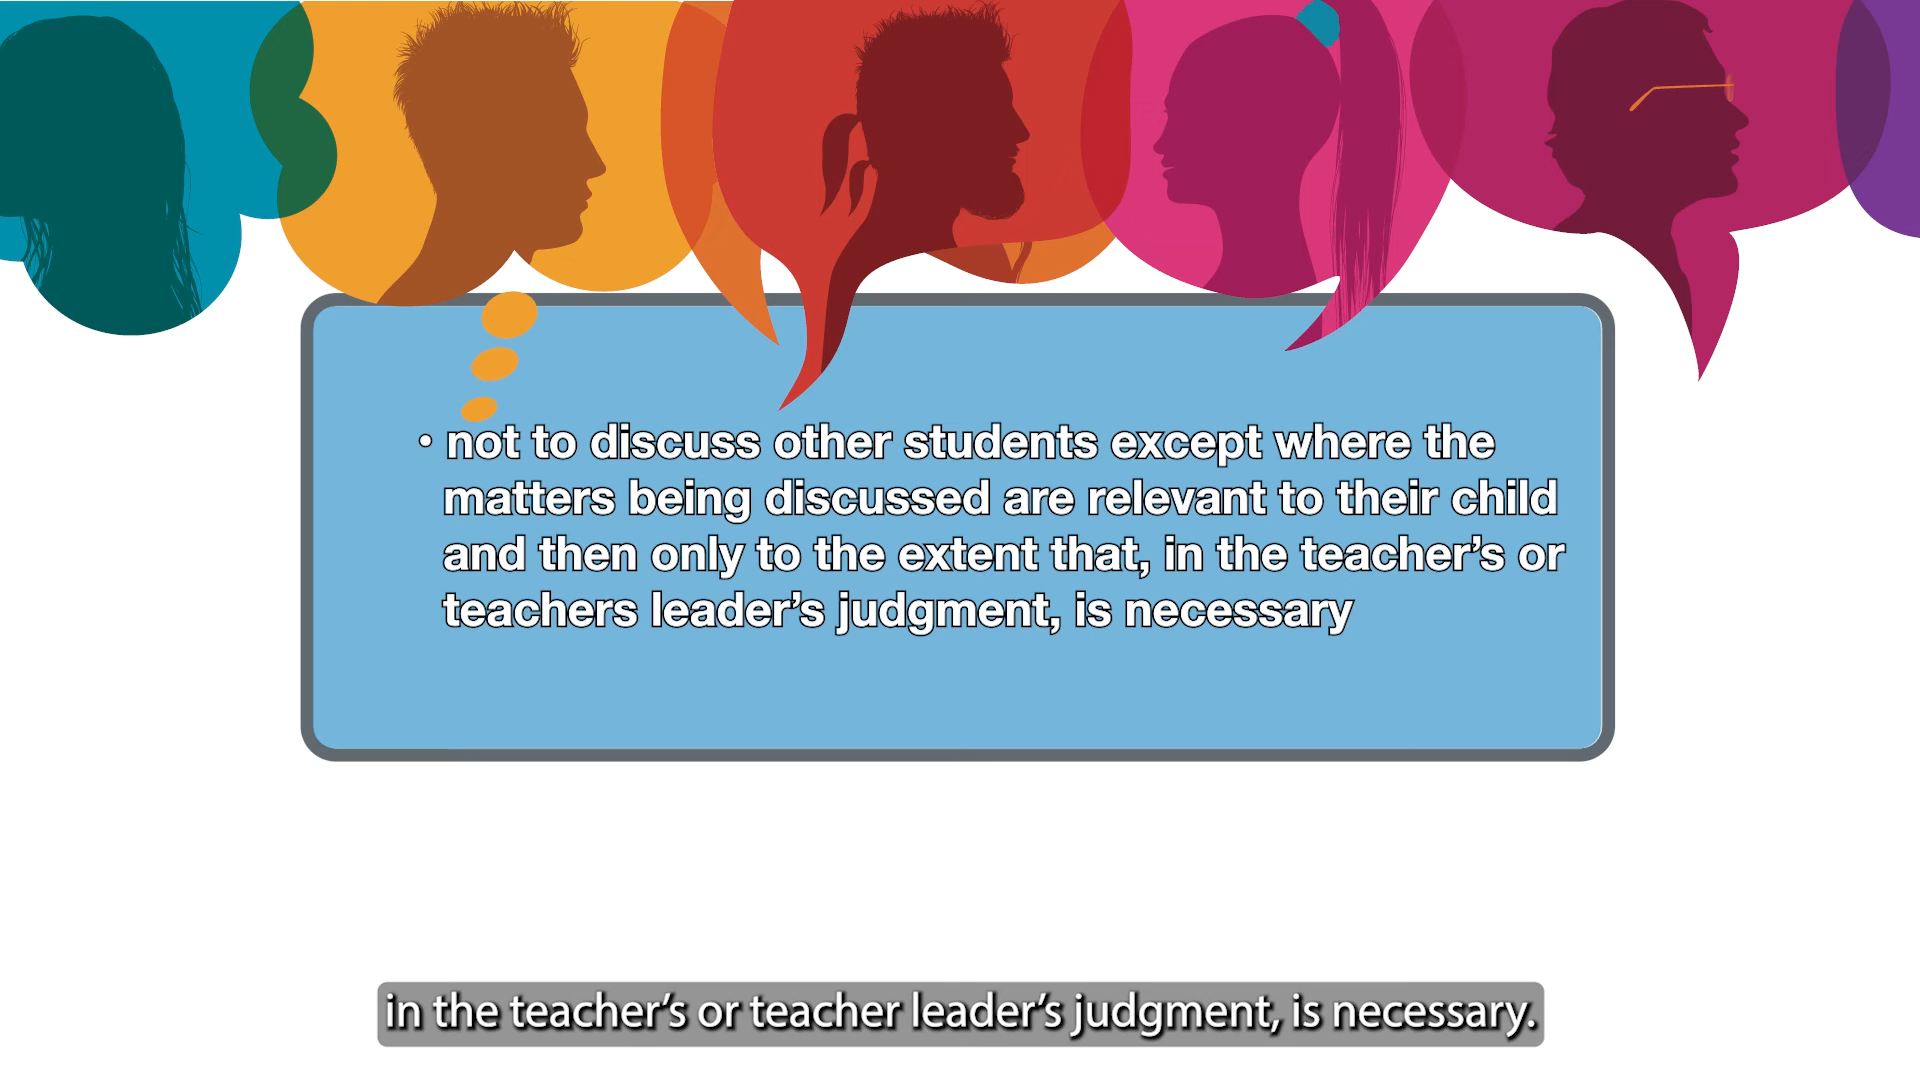 • not to discuss other students except where the
matters being discussed are relevant to their child
and then only to the extent that, in the teacher’s or
teachers leader’s judgment, is necessary
in the teacher’s or teacher leader’s judgment, is necessary.